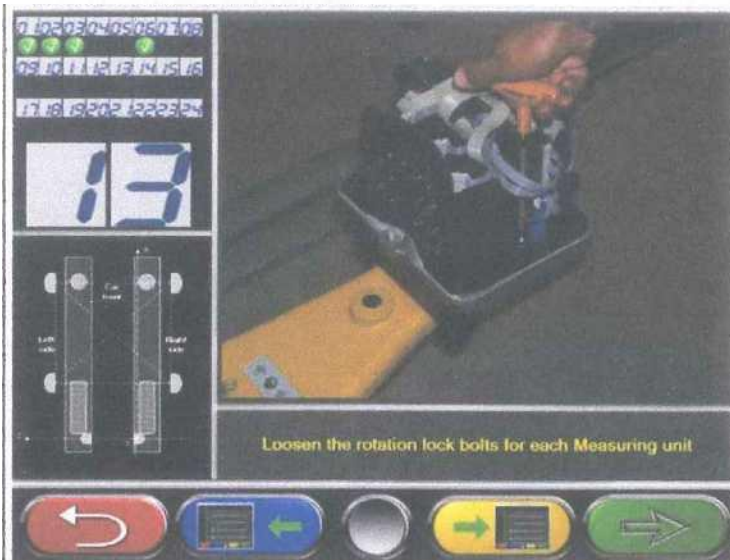 01 02 03 04 05 06 07 08
09 10 11 12 13 14 15 16
17 18 19 20 21 22 23 24
13
Car
front
Left
side
Right
side
Loosen the rotation lock bolts for each Measuring unit